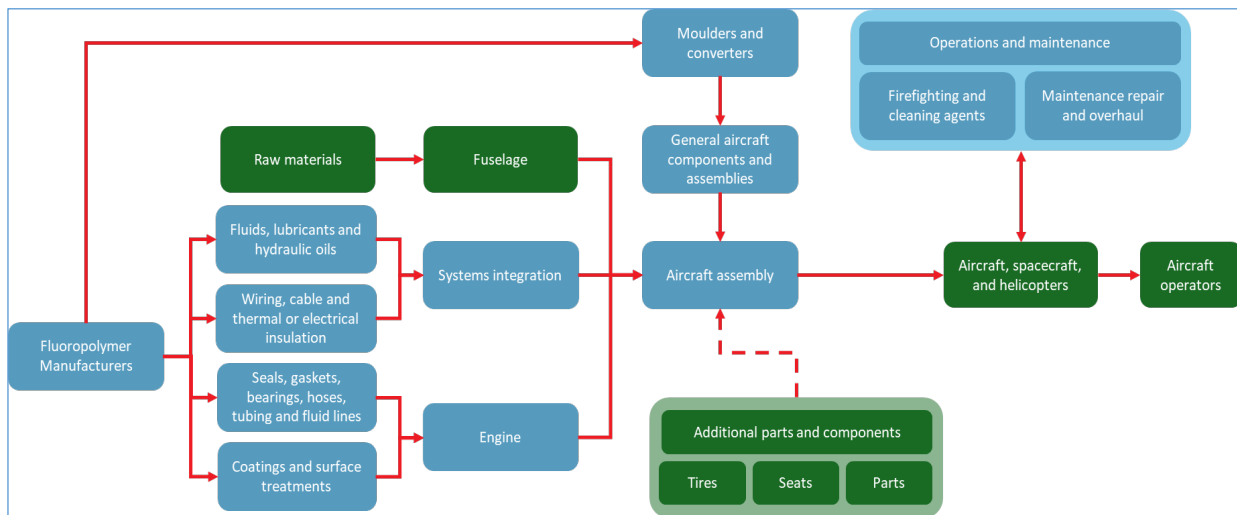 Moulders and
converters
Operations and maintenance
Firefighting and
cleaning agents
Maintenance repair
and overhaul
General aircraft
components and
assemblies
Raw materials
Fuselage
Fluids, lubricants and
hydraulic oils
Systems integration
Aircraft assembly
Aircraft, spacecraft,
and helicopters
Aircraft
operators
Wiring, cable and
thermal or electrical
insulation
Fluoropolymer
Manufacturers
Seals, gaskets,
bearings, hoses,
tubing and fluid lines
Engine
Coatings and surface
treatments
Additional parts and components
Tires
Seats
Parts